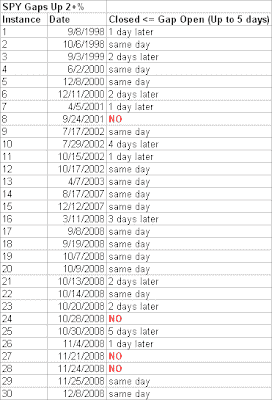 SPY Gaps Up 2+%
Instance Date Closed <= Gap Open (Up to 5 days)
1 9/8/1998 1 day later
2 10/6/1998 same day
3 9/3/1999 2 days later
4 6/2/2000 same day
5 12/8/2000 same day
6 12/11/2000 2 days later
7 4/5/2001 1 day later
8 9/24/2001 NO
9 7/17/2002 same day
10 7/29/2002 4 days later
11 10/15/2002 1 day later
12 10/17/2002 same day
13 4/7/2003 same day
14 8/17/2007 same day
15 12/12/2007 same day
16 3/11/2008 3 days later
17 9/8/2008 same day
18 9/19/2008 same day
19 10/7/2008 same day
20 10/9/2008 same day
21 10/13/2008 2 days later
22 10/14/2008 same day
23 10/20/2008 2 days later
24 10/28/2008 NO
25 10/30/2008 5 days later
26 11/4/2008 1 day later
27 11/21/2008 NO
28 11/24/2008 NO
29 11/25/2008 same day
30 12/8/2008 same day